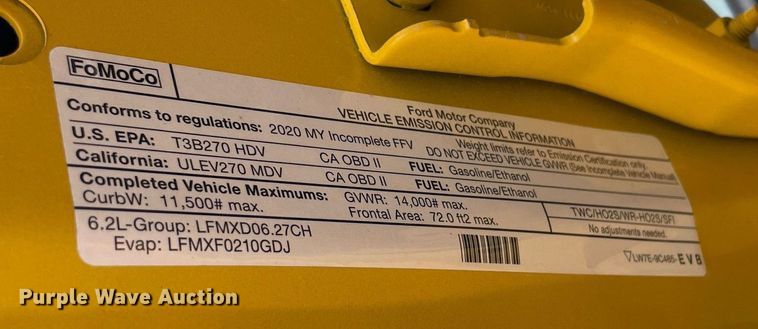 FoMoCo
Ford Motor Company
VEHICLE EMISSION CONTROL INFORMATION
Conforms to regulations: 2020 MY Incomplete FFV
Weight limits refer to Emission Certification only.
DO NOT EXCEED VEHICLE GVWR (See Incomplete Vehicle Manual
U.S. EPA: T3B270 HDV CA OBD II FUEL: Gasoline/Ethanol
California: ULEV270 MDV CA OBD II FUEL: Gasoline/Ethanol
Completed Vehicle Maximums: GVWR: 14,000# max.
CurbW: 11,500# max. Frontal Area: 72.0 ft2 max.
TWC/HO2S/WR-HO2S/SFI
No adjustments needed.
6.2L-Group: LFMXD06.27CH
Evap: LFMXF0210GDJ
LW7E-9C485-EVB
Purple Wave Auction